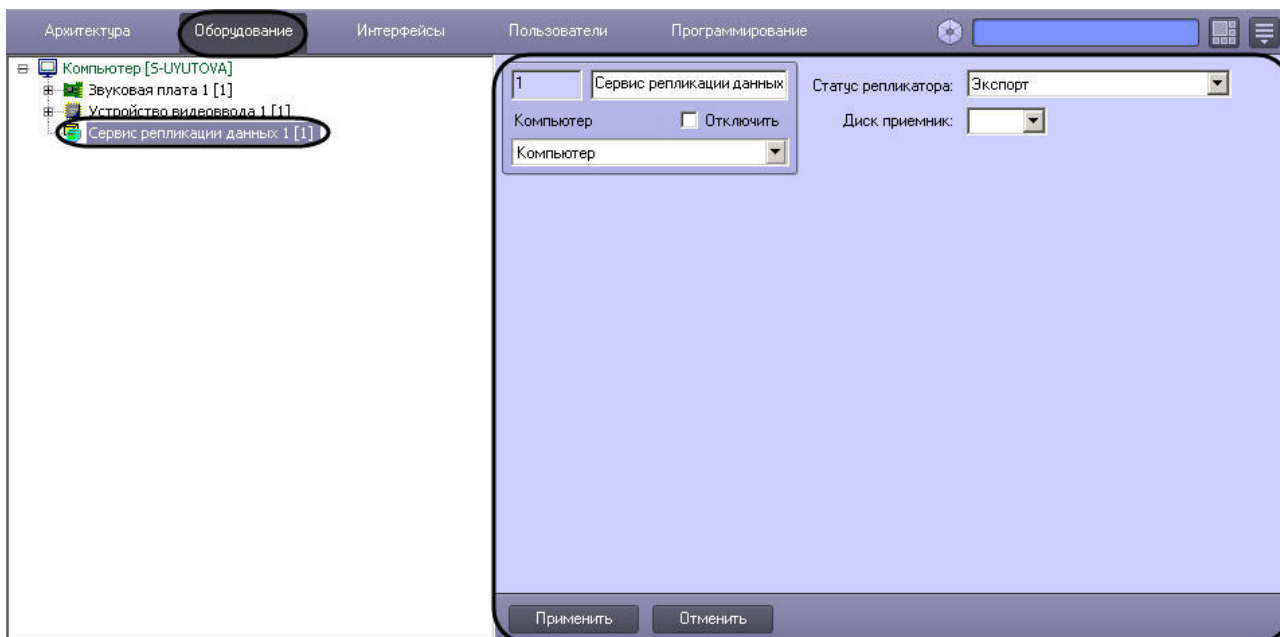 Архитектура Оборудование Интерфейсы Пользователи Программирование
Компьютер [S-UYUTOVA]
Звуковая плата 1 [1]
Устройство видеоввода 1 [1]
Сервис репликации данных 1 [1]
1 Сервис репликации данных Статус репликатора: Экспорт
Компьютер Отключить Диск приемник:
Компьютер
Применить Отменить